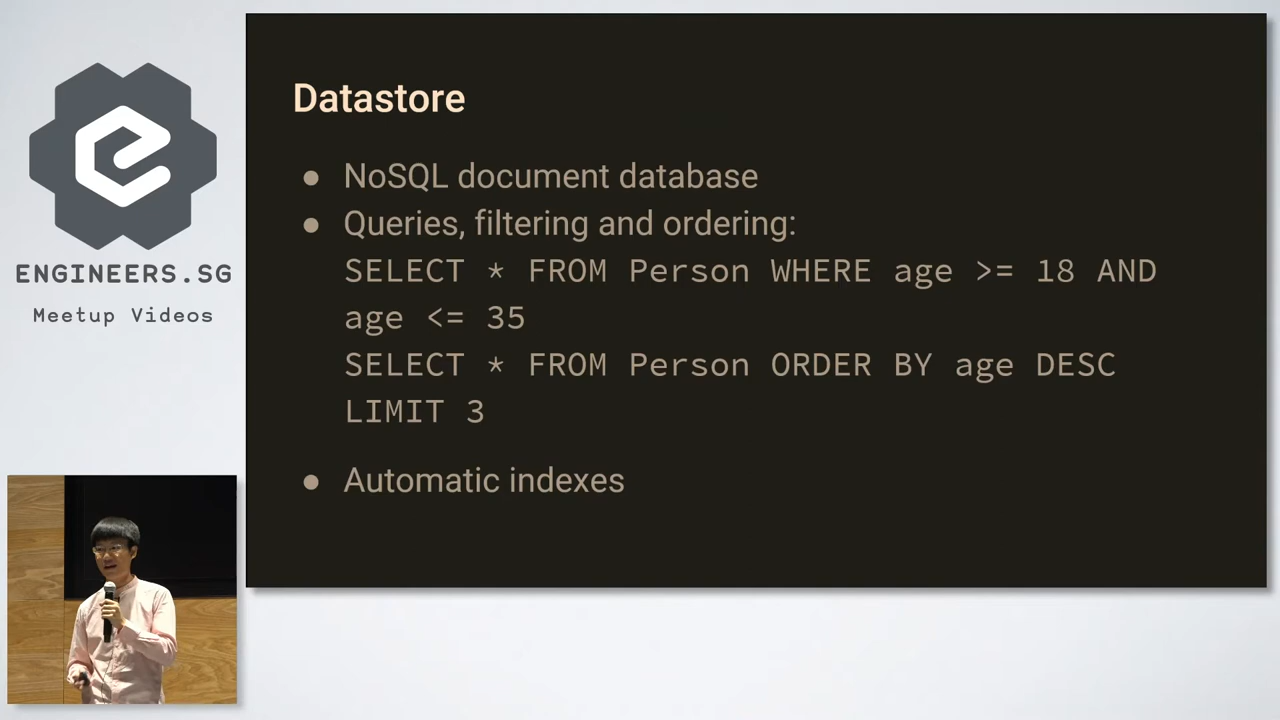 ENGINEERS.SG
Meetup Videos
Datastore
● NoSQL document database
● Queries, filtering and ordering:
SELECT * FROM Person WHERE age >= 18 AND
age <= 35
SELECT * FROM Person ORDER BY age DESC
LIMIT 3
● Automatic indexes